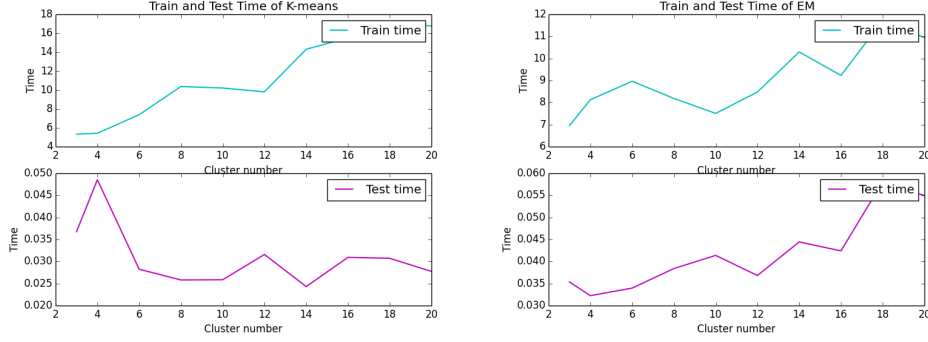 Train and Test Time of K-means
18
16
14
12
10
8
6
4
Time
Train time
2 4 6 8 10 12 14 16 18 20
Cluster number
0.050
0.045
0.040
0.035
0.030
0.025
0.020
Time
Test time
2 4 6 8 10 12 14 16 18 20
Cluster number
Train and Test Time of EM
12
11
10
9
8
7
6
Time
Train time
2 4 6 8 10 12 14 16 18 20
Cluster number
0.060
0.055
0.050
0.045
0.040
0.035
0.030
Time
Test time
2 4 6 8 10 12 14 16 18 20
Cluster number